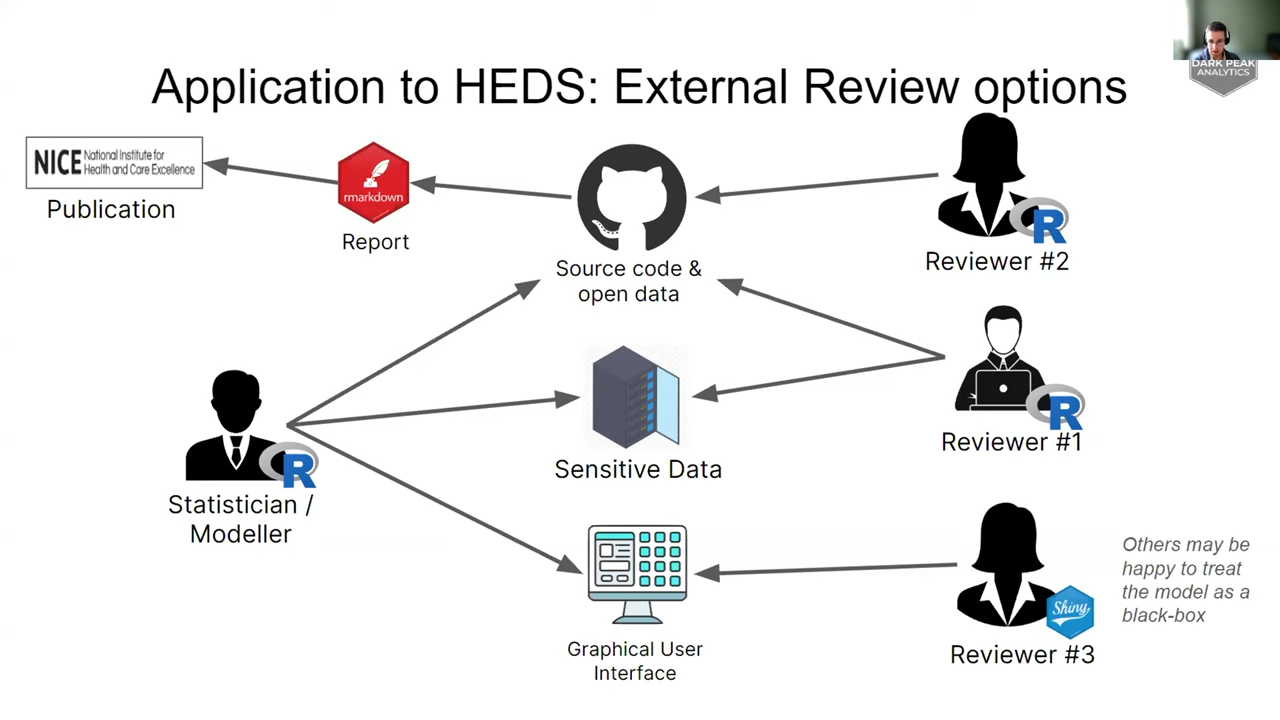 DARK PEAK
ANALYTICS
Application to HEDS: External Review options
NICE National Institute for
Health and Care Excellence
Publication
rmarkdown
Report
Source code &
open data
R
Reviewer #2
R
Reviewer #1
Sensitive Data
R
Statistician /
Modeller
Graphical User
Interface
Shiny
Reviewer #3
Others may be
happy to treat
the model as a
black-box